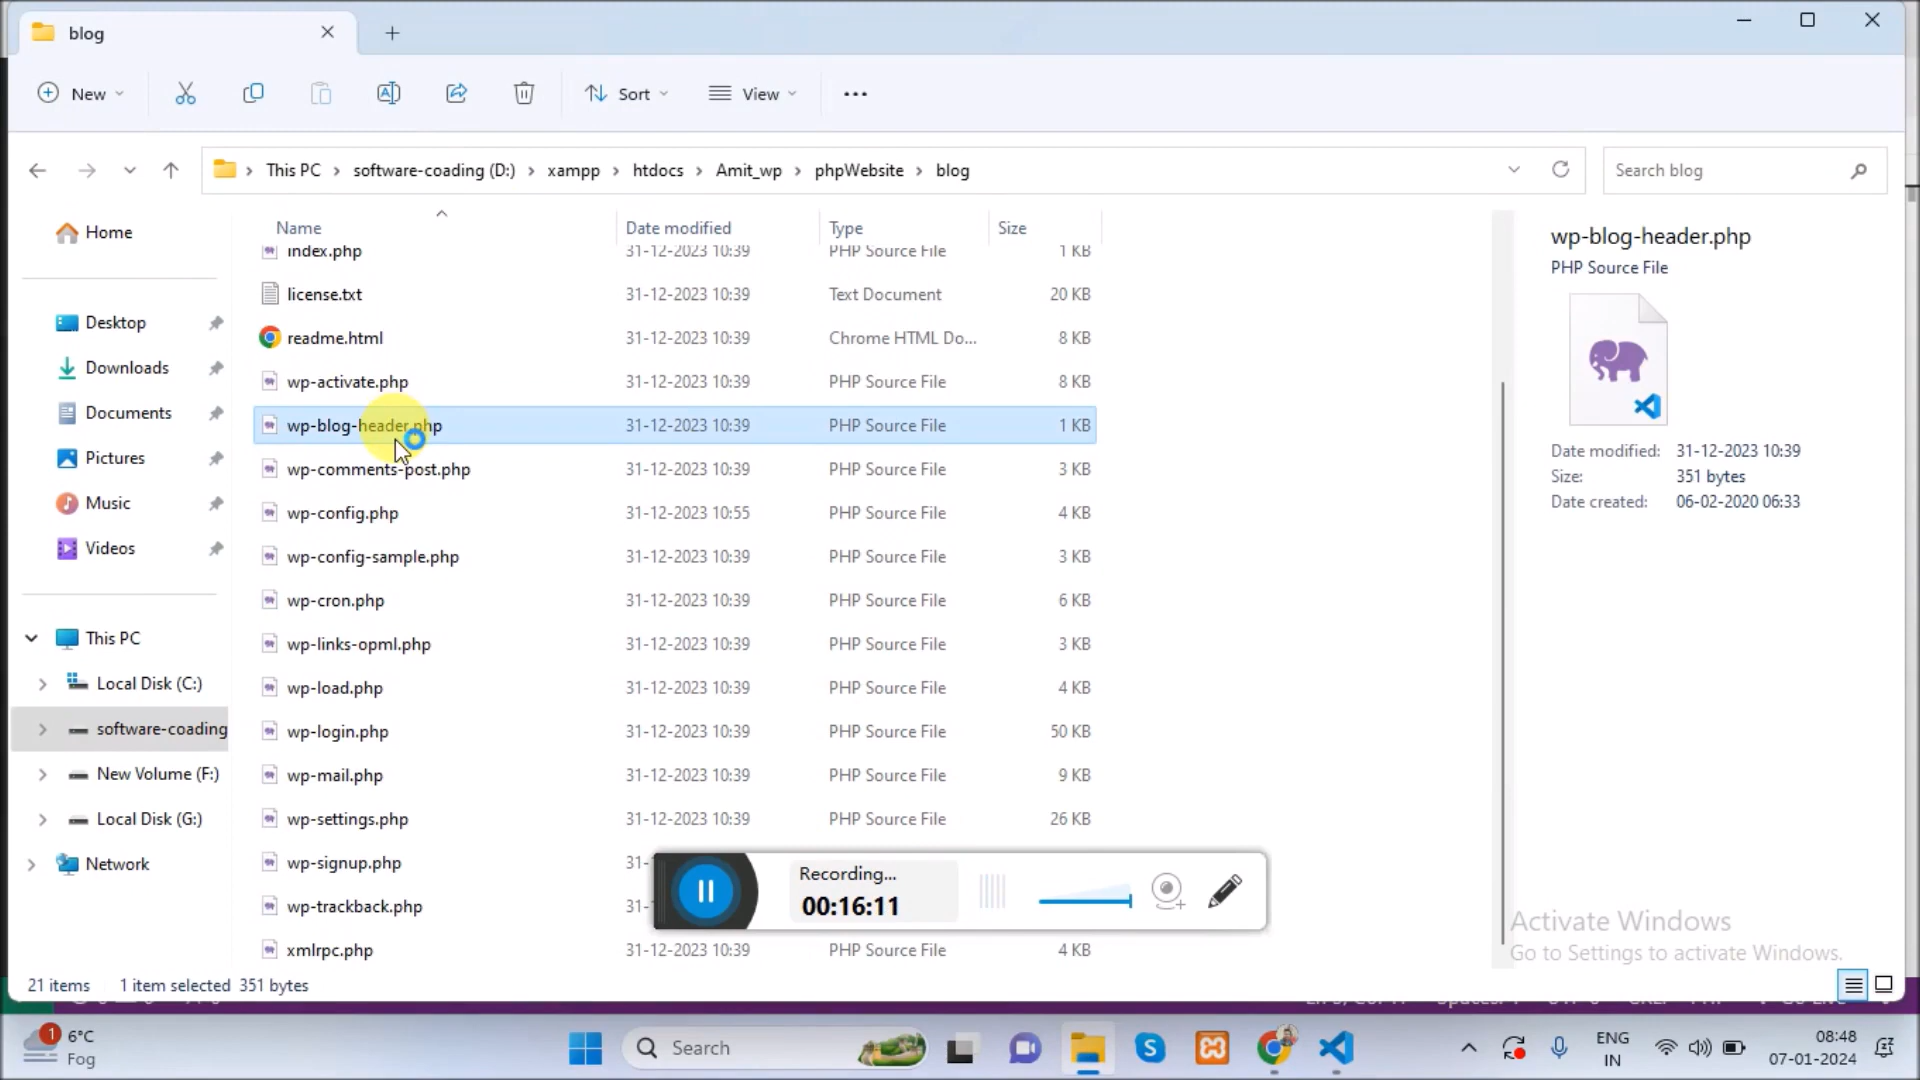 blog
New
Sort
View
This PC > software-coading (D:) > xampp > htdocs > Amit_wp > phpWebsite > blog
Search blog
Home
Desktop
Downloads
Documents
Pictures
Music
Videos
This PC
Local Disk (C:)
software-coading
New Volume (F:)
Local Disk (G:)
Network
Name Date modified Type Size
index.php 31-12-2023 10:39 PHP Source File 1 KB
license.txt 31-12-2023 10:39 Text Document 20 KB
readme.html 31-12-2023 10:39 Chrome HTML Do... 8 KB
wp-activate.php 31-12-2023 10:39 PHP Source File 8 KB
wp-blog-header.php 31-12-2023 10:39 PHP Source File 1 KB
wp-comments-post.php 31-12-2023 10:39 PHP Source File 3 KB
wp-config.php 31-12-2023 10:55 PHP Source File 4 KB
wp-config-sample.php 31-12-2023 10:39 PHP Source File 3 KB
wp-cron.php 31-12-2023 10:39 PHP Source File 6 KB
wp-links-opml.php 31-12-2023 10:39 PHP Source File 3 KB
wp-load.php 31-12-2023 10:39 PHP Source File 4 KB
wp-login.php 31-12-2023 10:39 PHP Source File 50 KB
wp-mail.php 31-12-2023 10:39 PHP Source File 9 KB
wp-settings.php 31-12-2023 10:39 PHP Source File 26 KB
wp-signup.php 31-
wp-trackback.php 31-
xmlrpc.php 31-12-2023 10:39 PHP Source File 4 KB
Recording...
00:16:11
wp-blog-header.php
PHP Source File
Date modified: 31-12-2023 10:39
Size: 351 bytes
Date created: 06-02-2020 06:33
Activate Windows
Go to Settings to activate Windows.
21 items 1 item selected 351 bytes
1
6°C
Fog
Search
ENG
IN
08:48
07-01-2024